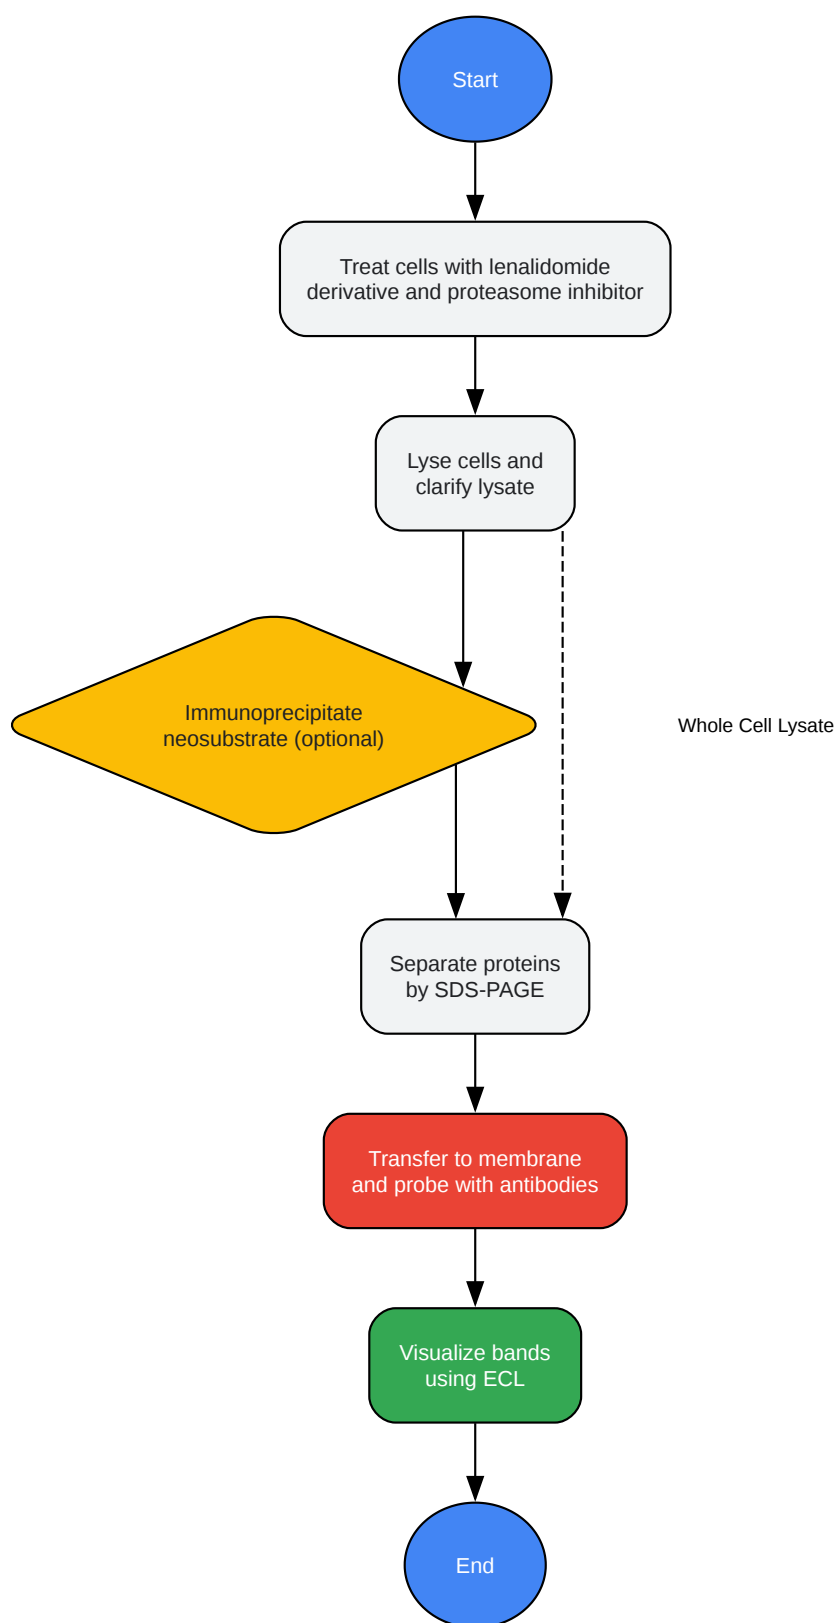 Start
Treat cells with lenalidomide
derivative and proteasome inhibitor
Lyse cells and
clarify lysate
Immunoprecipitate
neosubstrate (optional)
Whole Cell Lysate
Separate proteins
by SDS-PAGE
Transfer to membrane
and probe with antibodies
Visualize bands
using ECL
End